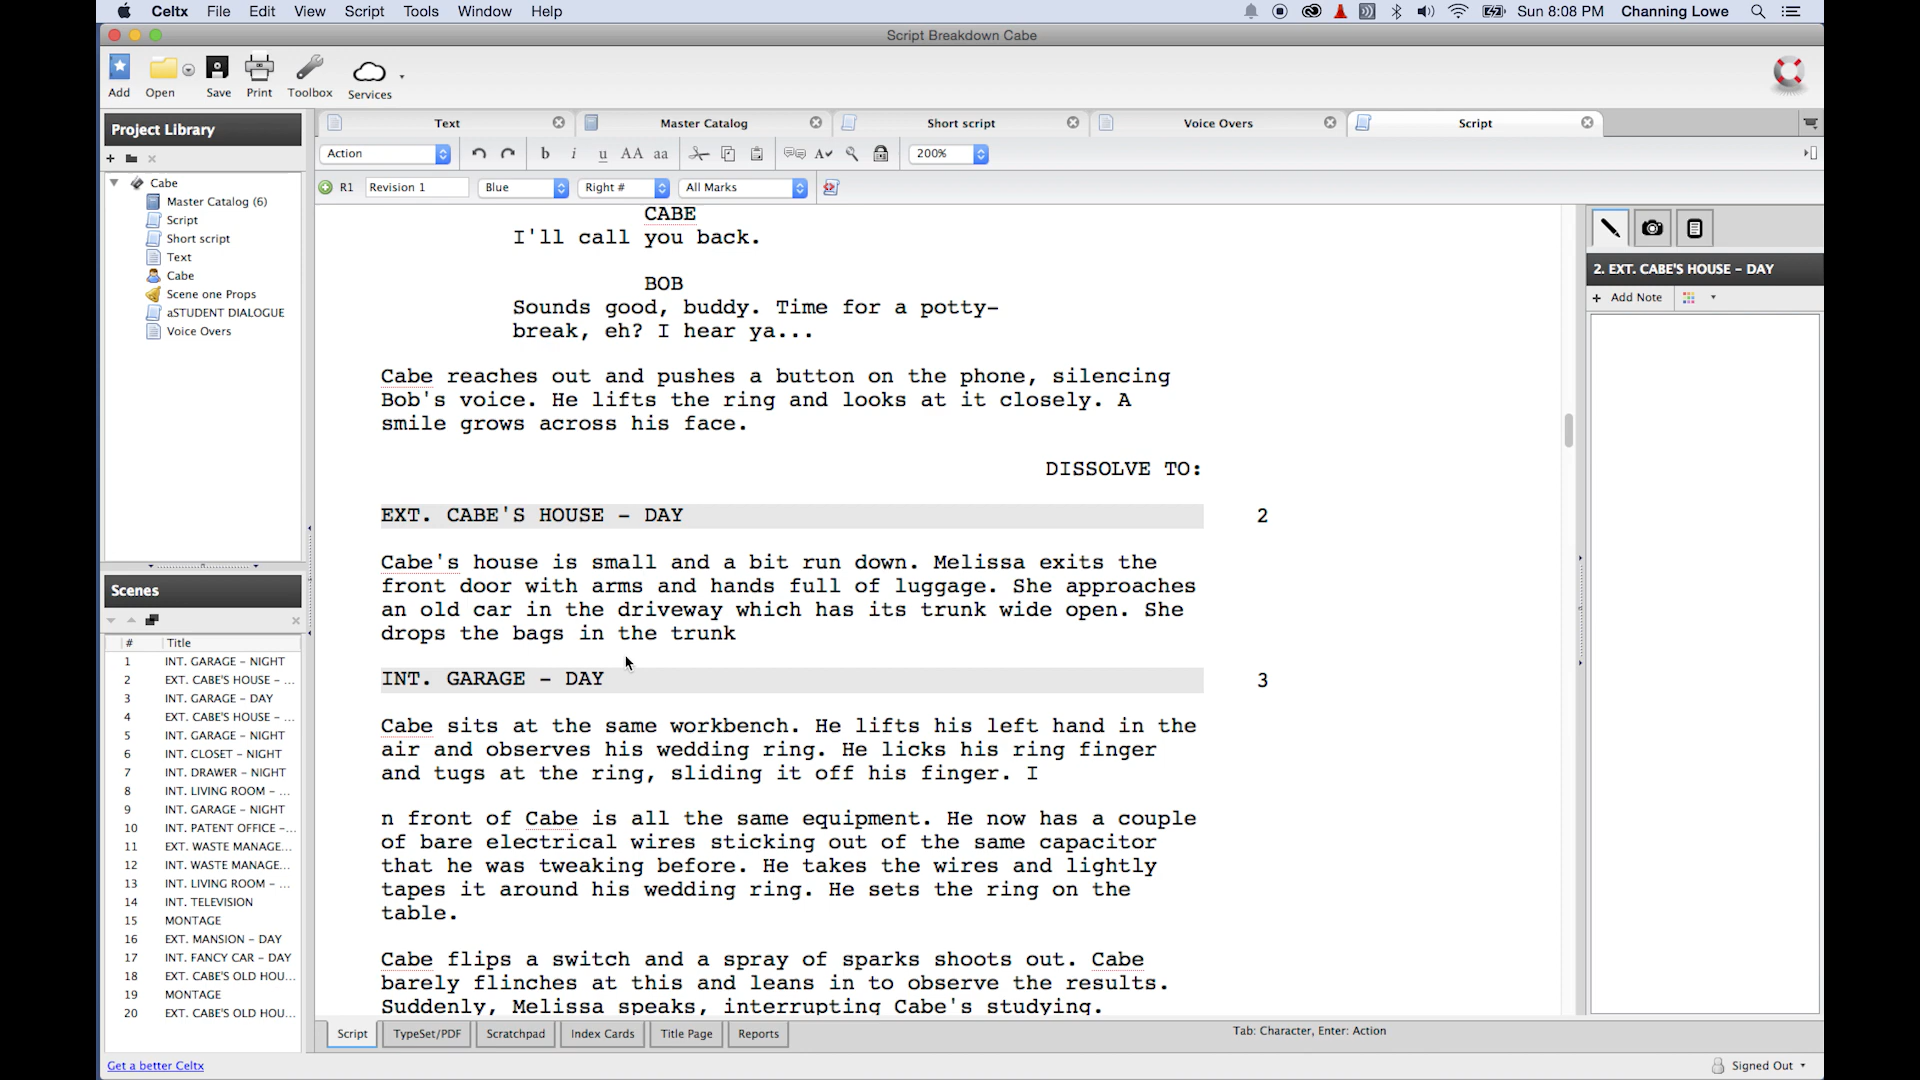 Celtx File Edit View Script Tools Window Help
Sun 8:08 PM Channing Lowe
Script Breakdown Cabe
Add Open Save Print Toolbox Services
Project Library
Cabe
Master Catalog (6)
Script
Short script
Text
Cabe
Scene one Props
aSTUDENT DIALOGUE
Voice Overs
Scenes
# Title
1 INT. GARAGE - NIGHT
2 EXT. CABE'S HOUSE - ...
3 INT. GARAGE - DAY
4 EXT. CABE'S HOUSE - ...
5 INT. GARAGE - NIGHT
6 INT. CLOSET - NIGHT
7 INT. DRAWER - NIGHT
8 INT. LIVING ROOM - ...
9 INT. GARAGE - NIGHT
10 INT. PATENT OFFICE -...
11 EXT. WASTE MANAGE...
12 INT. WASTE MANAGE...
13 INT. LIVING ROOM - ...
14 INT. TELEVISION
15 MONTAGE
16 EXT. MANSION - DAY
17 INT. FANCY CAR - DAY
18 EXT. CABE'S OLD HOU...
19 MONTAGE
20 EXT. CABE'S OLD HOU...
Get a better Celtx
Text Master Catalog Short script Voice Overs Script
Action b i u AA aa 200%
R1 Revision 1 Blue Right # All Marks
CABE
I'll call you back.
BOB
Sounds good, buddy. Time for a potty-
break, eh? I hear ya...
Cabe reaches out and pushes a button on the phone, silencing
Bob's voice. He lifts the ring and looks at it closely. A
smile grows across his face.
DISSOLVE TO:
EXT. CABE'S HOUSE - DAY 2
Cabe's house is small and a bit run down. Melissa exits the
front door with arms and hands full of luggage. She approaches
an old car in the driveway which has its trunk wide open. She
drops the bags in the trunk
INT. GARAGE - DAY 3
Cabe sits at the same workbench. He lifts his left hand in the
air and observes his wedding ring. He licks his ring finger
and tugs at the ring, sliding it off his finger. I
n front of Cabe is all the same equipment. He now has a couple
of bare electrical wires sticking out of the same capacitor
that he was tweaking before. He takes the wires and lightly
tapes it around his wedding ring. He sets the ring on the
table.
Cabe flips a switch and a spray of sparks shoots out. Cabe
barely flinches at this and leans in to observe the results.
Suddenly, Melissa speaks, interrupting Cabe's studying.
Script TypeSet/PDF Scratchpad Index Cards Title Page Reports
Tab: Character, Enter: Action
2. EXT. CABE'S HOUSE - DAY
+ Add Note
Signed Out